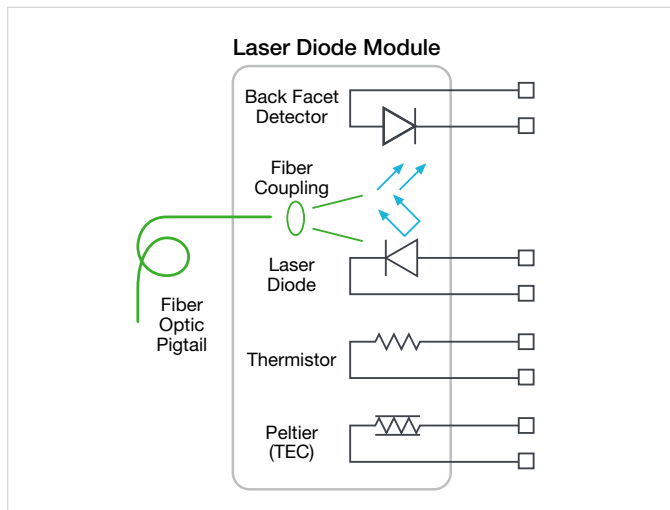 Laser Diode Module
Back Facet
Detector
Fiber
Coupling
Laser
Diode
Fiber
Optic
Pigtail
Thermistor
Peltier
(TEC)